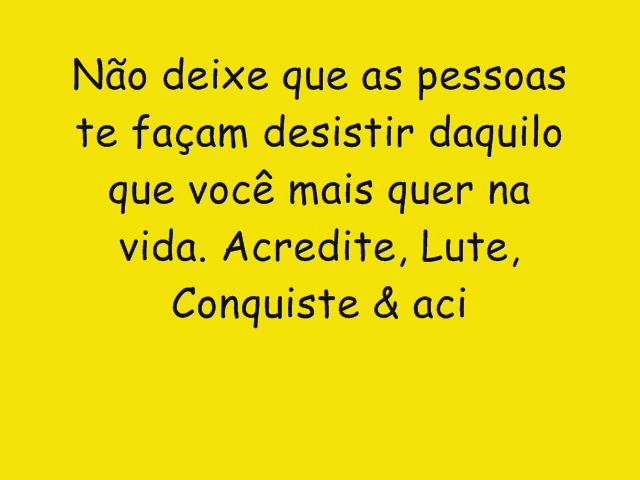 Não deixe que as pessoas
te façam desistir daquilo
que você mais quer na
vida. Acredite, Lute,
Conquiste & aci